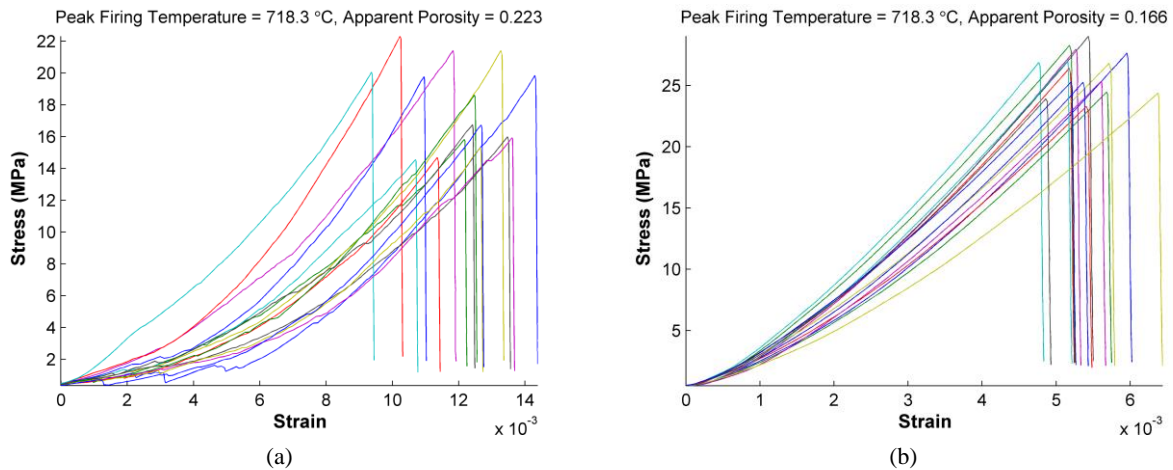 Peak Firing Temperature = 718.3 °C, Apparent Porosity = 0.223
22
20
18
16
14
12
10
8
6
4
2
Stress (MPa)
0 2 4 6 8 10 12 14
Strain
x 10⁻³
(a)
Peak Firing Temperature = 718.3 °C, Apparent Porosity = 0.166
25
20
15
10
5
Stress (MPa)
0 1 2 3 4 5 6
Strain
x 10⁻³
(b)